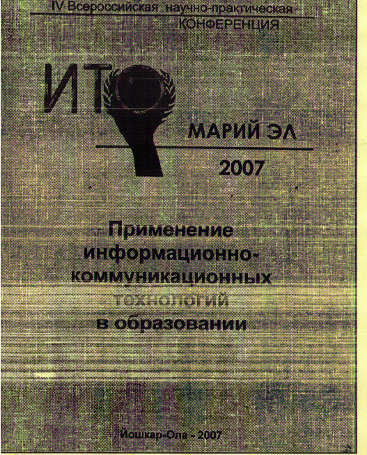 IV Всероссийская научно-практическая
КОНФЕРЕНЦИЯ
ИТО
МАРИЙ ЭЛ
2007
Применение
информационно-
коммуникационных
технологий
в образовании
Йошкар-Ола - 2007